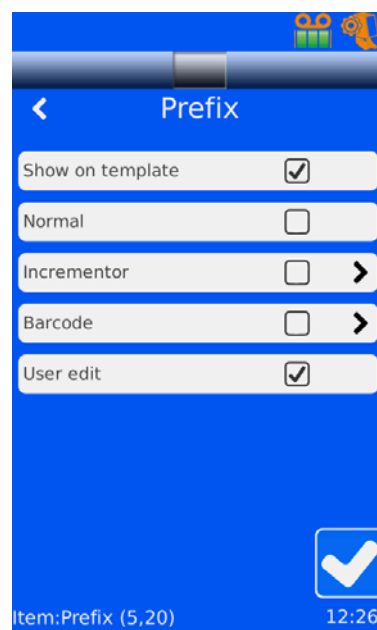 Prefix
Show on template
Normal
Incrementor
Barcode
User edit
Item:Prefix (5,20)
12:26